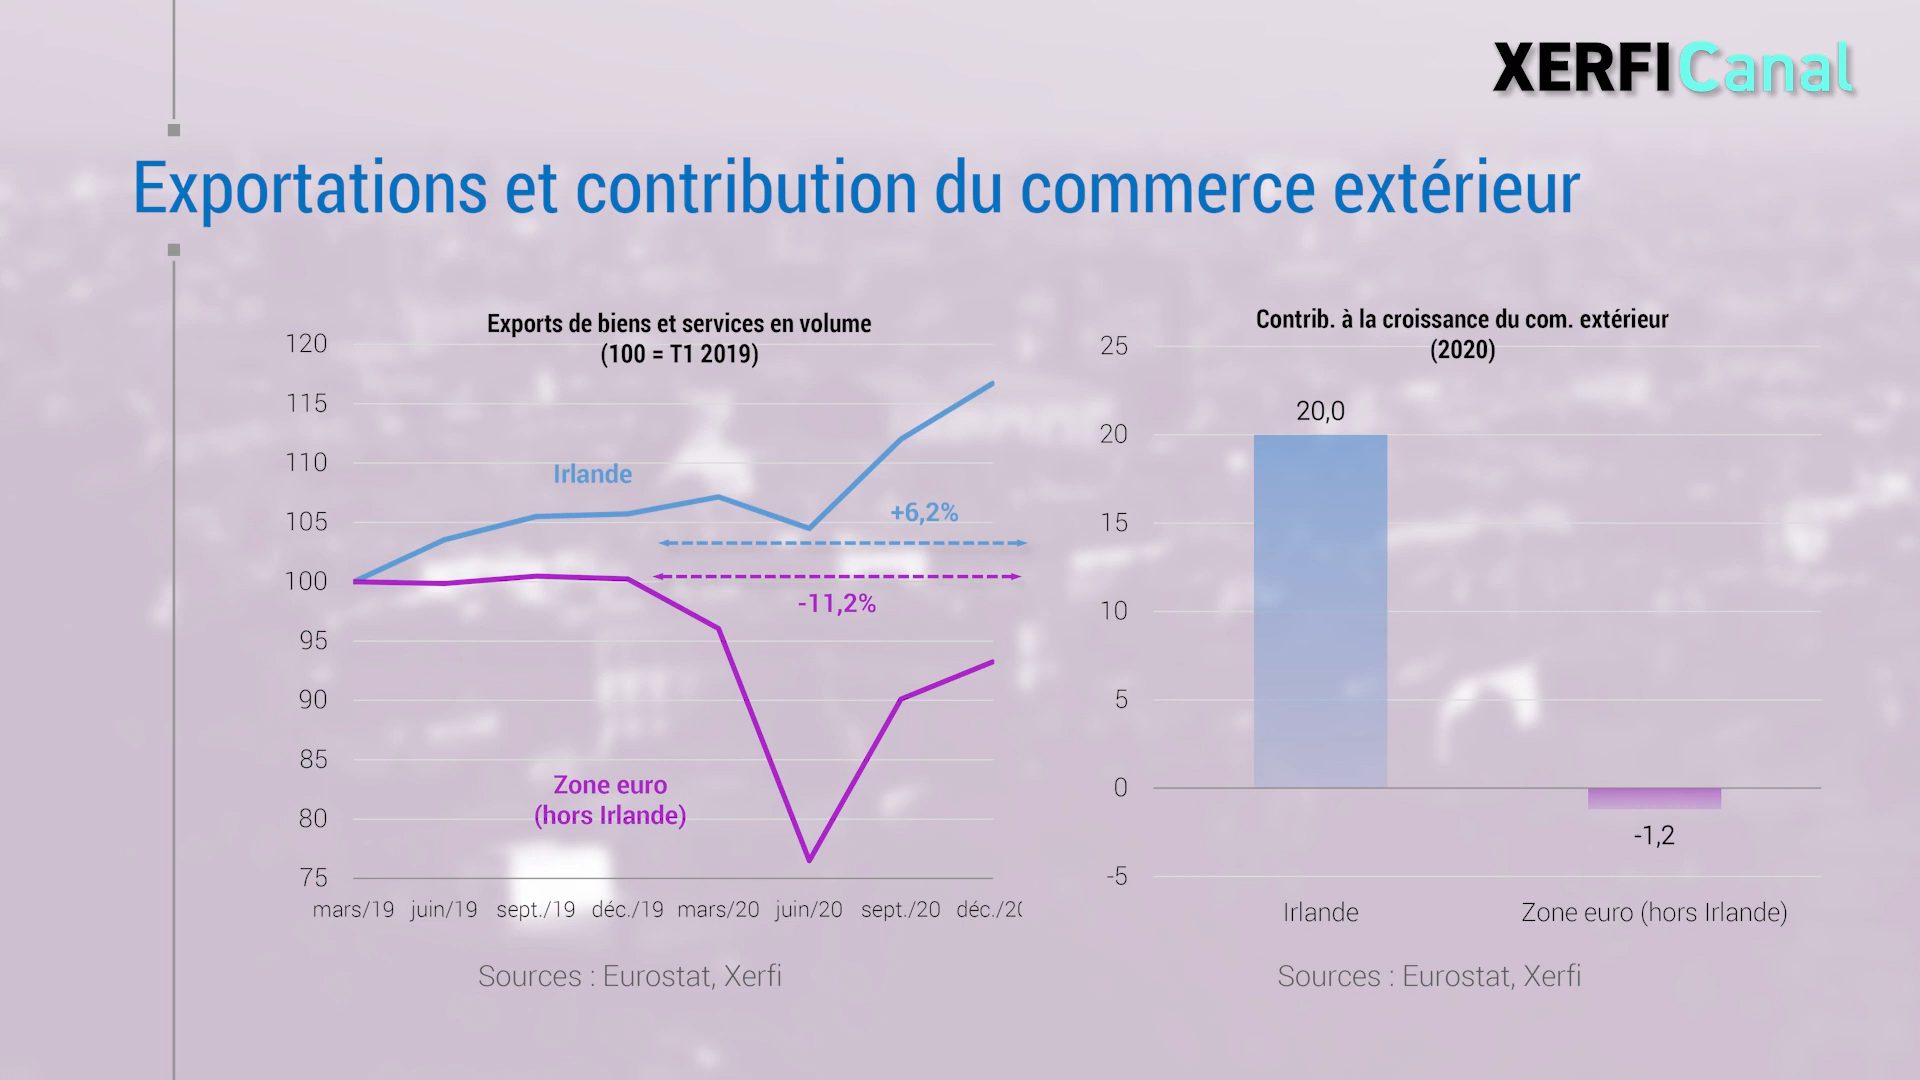 XERFI Canal
Exportations et contribution du commerce extérieur
Exports de biens et services en volume
(100 = T1 2019)
120
115
110
105
100
95
90
85
80
75
Irlande
+6,2%
-11,2%
Zone euro
(hors Irlande)
mars/19 juin/19 sept./19 déc./19 mars/20 juin/20 sept./20 déc./20
Sources : Eurostat, Xerfi
Contrib. à la croissance du com. extérieur
(2020)
25
20
15
10
5
0
-5
20,0
-1,2
Irlande
Zone euro (hors Irlande)
Sources : Eurostat, Xerfi